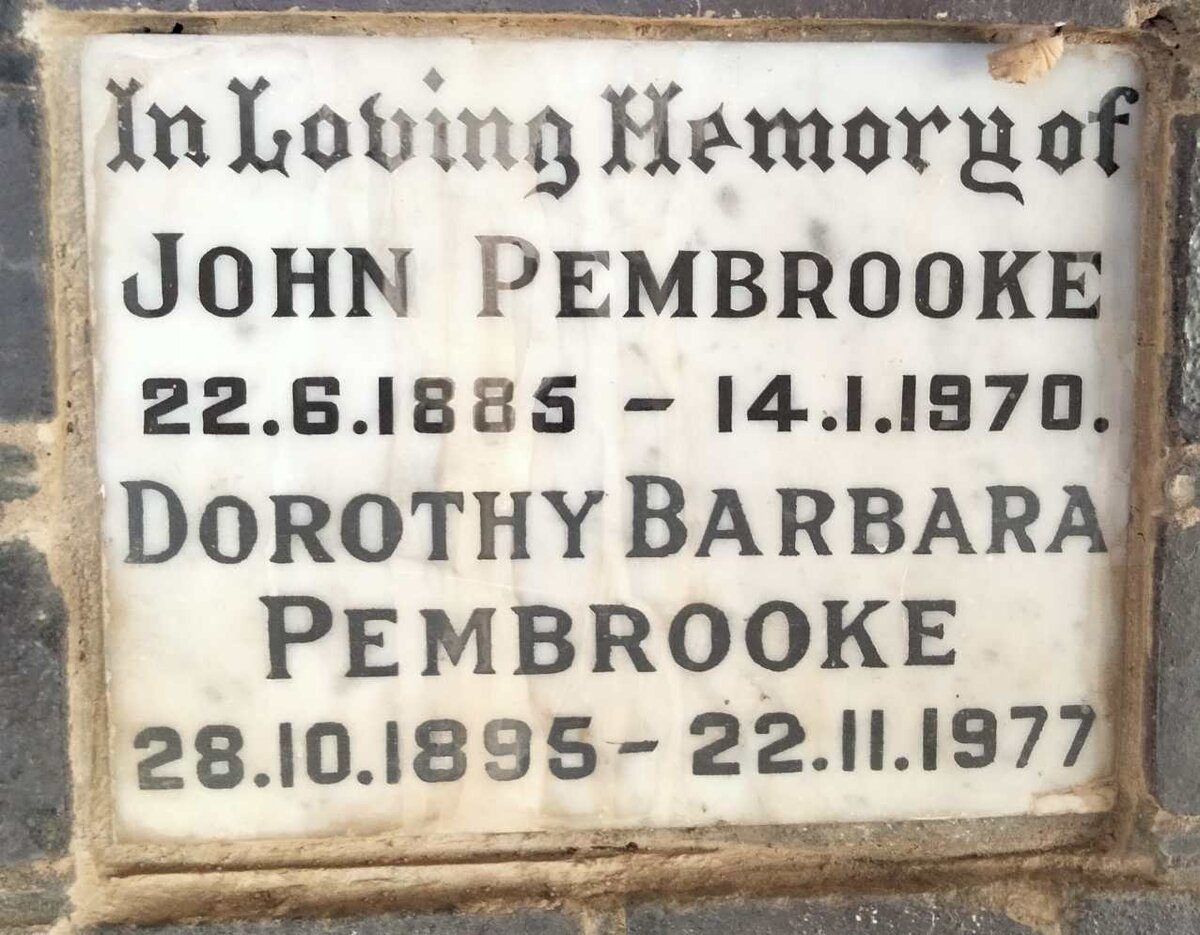 In Loving Memory of
JOHN PEMBROOKE
22.6.1885 – 14.1.1970.
DOROTHY BARBARA
PEMBROOKE
28.10.1895 – 22.11.1977